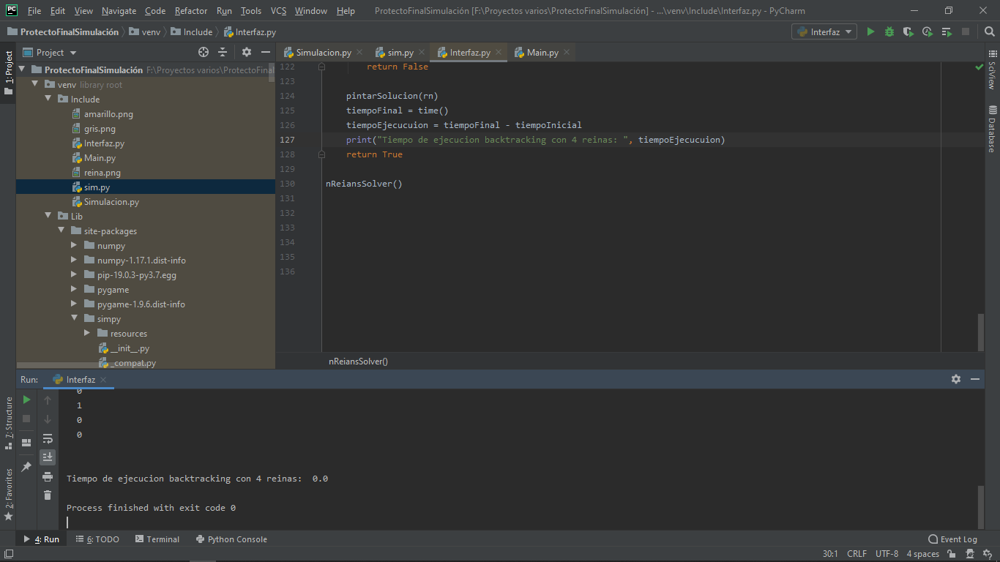 PC File Edit View Navigate Code Refactor Run Tools VCS Window Help ProtectoFinalSimulación [F:\Proyectos varios\ProtectoFinalSimulación] - ...\venv\Include\Interfaz.py - PyCharm
ProtectoFinalSimulación venv Include Interfaz.py Interfaz
1: Project
Project
ProtectoFinalSimulación F:\Proyectos varios\ProtectoFinal
venv library root
Include
amarillo.png
gris.png
Interfaz.py
Main.py
reina.png
sim.py
Simulacion.py
Lib
site-packages
numpy
numpy-1.17.1.dist-info
pip-19.0.3-py3.7.egg
pygame
pygame-1.9.6.dist-info
simpy
resources
__init__.py
_compat.py
Simulacion.py sim.py Interfaz.py Main.py
122 return False
123
124 pintarSolucion(rn)
125 tiempoFinal = time()
126 tiempoEjecucuion = tiempoFinal - tiempoInicial
127 print("Tiempo de ejecucion backtracking con 4 reinas: ", tiempoEjecucuion)
128 return True
129
130 nReiansSolver()
131
132
133
134
135
136
nReiansSolver()
SciView
Database
Run: Interfaz
0
1
0
0
Tiempo de ejecucion backtracking con 4 reinas:  0.0
Process finished with exit code 0
7: Structure
2: Favorites
4: Run 6: TODO Terminal Python Console Event Log
30:1 CRLF UTF-8 4 spaces